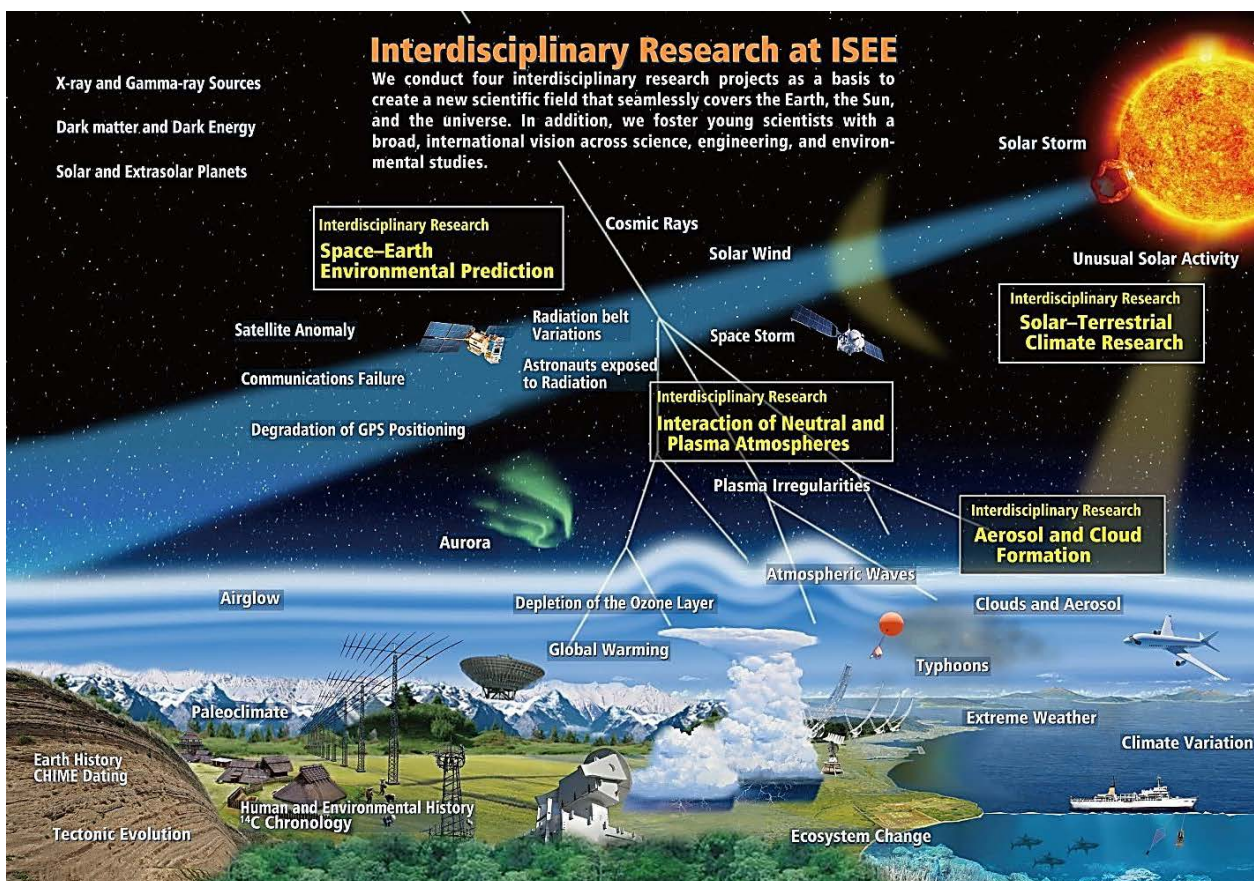 Interdisciplinary Research at ISEE
We conduct four interdisciplinary research projects as a basis to
create a new scientific field that seamlessly covers the Earth, the Sun,
and the universe. In addition, we foster young scientists with a
broad, international vision across science, engineering, and environ-
mental studies.
X-ray and Gamma-ray Sources
Dark matter and Dark Energy
Solar and Extrasolar Planets
Solar Storm
Interdisciplinary Research
Space–Earth
Environmental Prediction
Cosmic Rays
Solar Wind
Unusual Solar Activity
Interdisciplinary Research
Solar–Terrestrial
Climate Research
Satellite Anomaly
Radiation belt
Variations
Space Storm
Communications Failure
Astronauts exposed
to Radiation
Interdisciplinary Research
Interaction of Neutral and
Plasma Atmospheres
Degradation of GPS Positioning
Plasma Irregularities
Interdisciplinary Research
Aerosol and Cloud
Formation
Aurora
Atmospheric Waves
Airglow
Depletion of the Ozone Layer
Clouds and Aerosol
Global Warming
Typhoons
Paleoclimate
Extreme Weather
Climate Variation
Earth History
CHIME Dating
Human and Environmental History
¹⁴C Chronology
Tectonic Evolution
Ecosystem Change